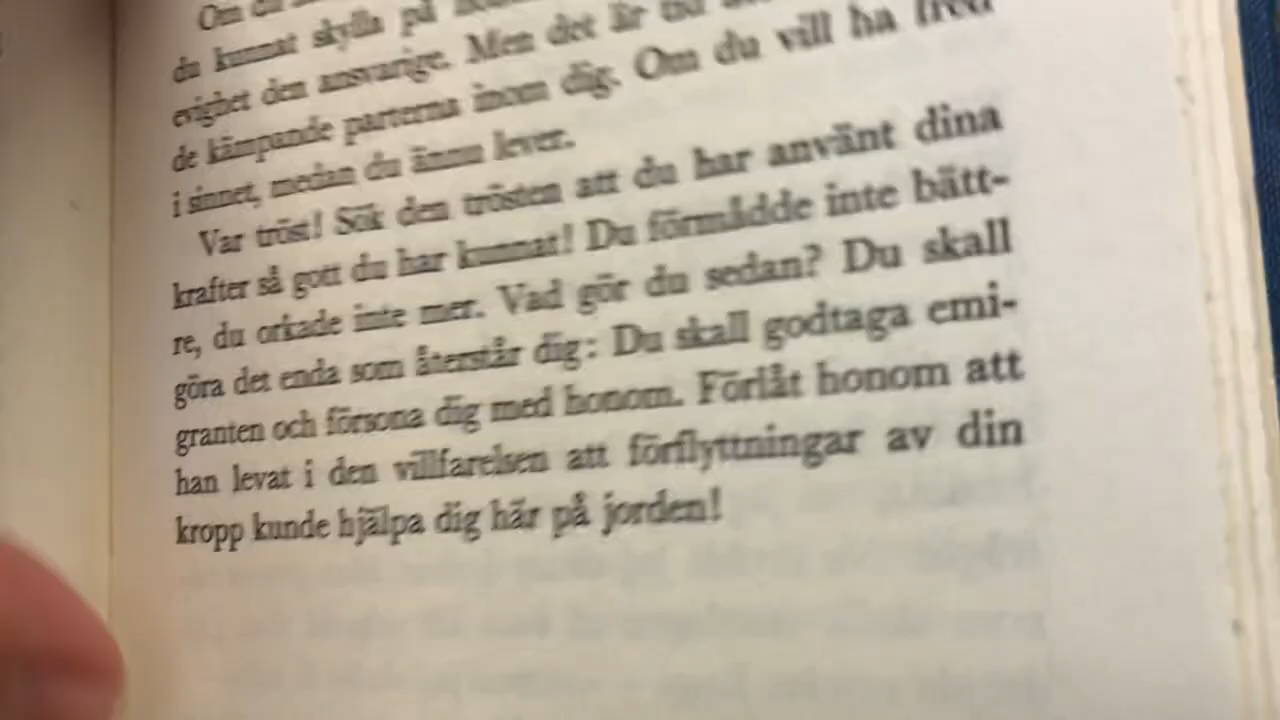 Om du
du kunnat skylla på
evighet den ansvarige. Men det är
de kämpande parterna inom dig. Om du vill ha fred
i sinnet, medan du ännu lever.
Var tröst! Sök den trösten att du har använt dina
krafter så gott du har kunnat! Du förmådde inte bätt-
re, du orkade inte mer. Vad gör du sedan? Du skall
göra det enda som återstår dig: Du skall godtaga emi-
granten och försona dig med honom. Förlåt honom att
han levat i den villfarelsen att förflyttningar av din
kropp kunde hjälpa dig här på jorden!